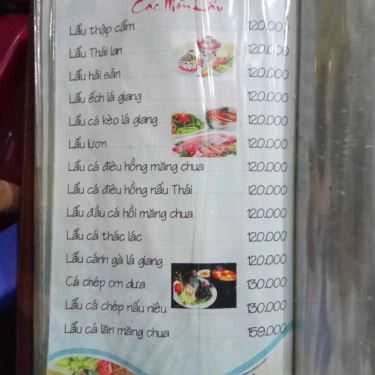 Các Món Lẩu
Lẩu thập cẩm 120.000
Lẩu Thái lan 120.000
Lẩu hải sản 120.000
Lẩu ếch lá giang 120.000
Lẩu cá kèo lá giang 120.000
Lẩu lươn 120.000
Lẩu cá điêu hồng măng chua 120.000
Lẩu cá điêu hồng nấu Thái 120.000
Lẩu đầu cá hồi măng chua 120.000
Lẩu cá thác lác 120.000
Lẩu cánh gà lá giang 120.000
Cá chép om dưa 130.000
Lẩu cá chép nấu riêu 130.000
Lẩu cá lăn măng chua 159.000